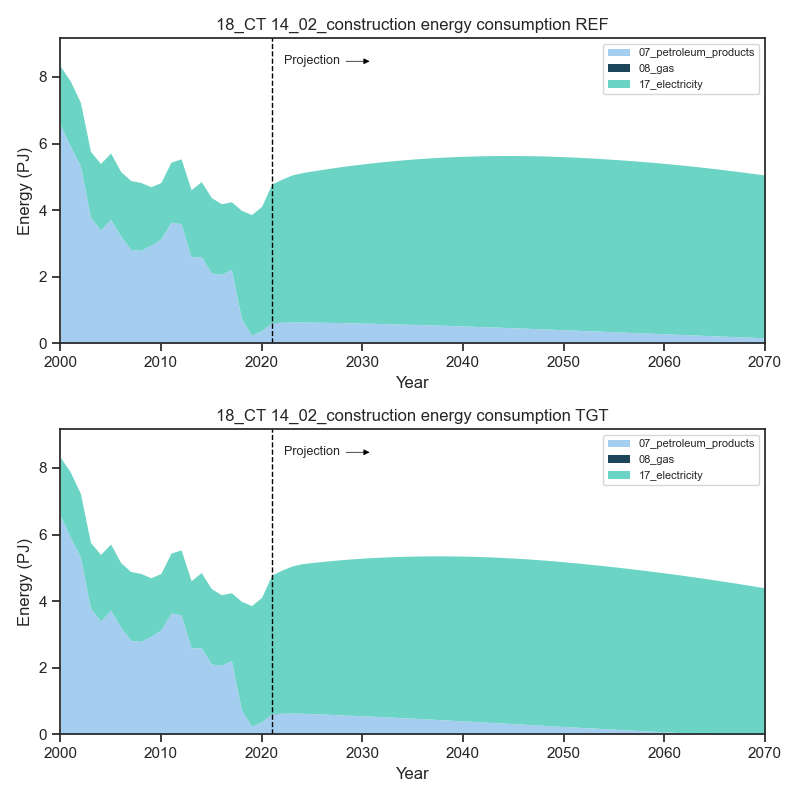 18_CT 14_02_construction energy consumption REF
Projection
07_petroleum_products
08_gas
17_electricity
8
6
4
2
0
Energy (PJ)
2000 2010 2020 2030 2040 2050 2060 2070
Year
18_CT 14_02_construction energy consumption TGT
Projection
07_petroleum_products
08_gas
17_electricity
8
6
4
2
0
Energy (PJ)
2000 2010 2020 2030 2040 2050 2060 2070
Year